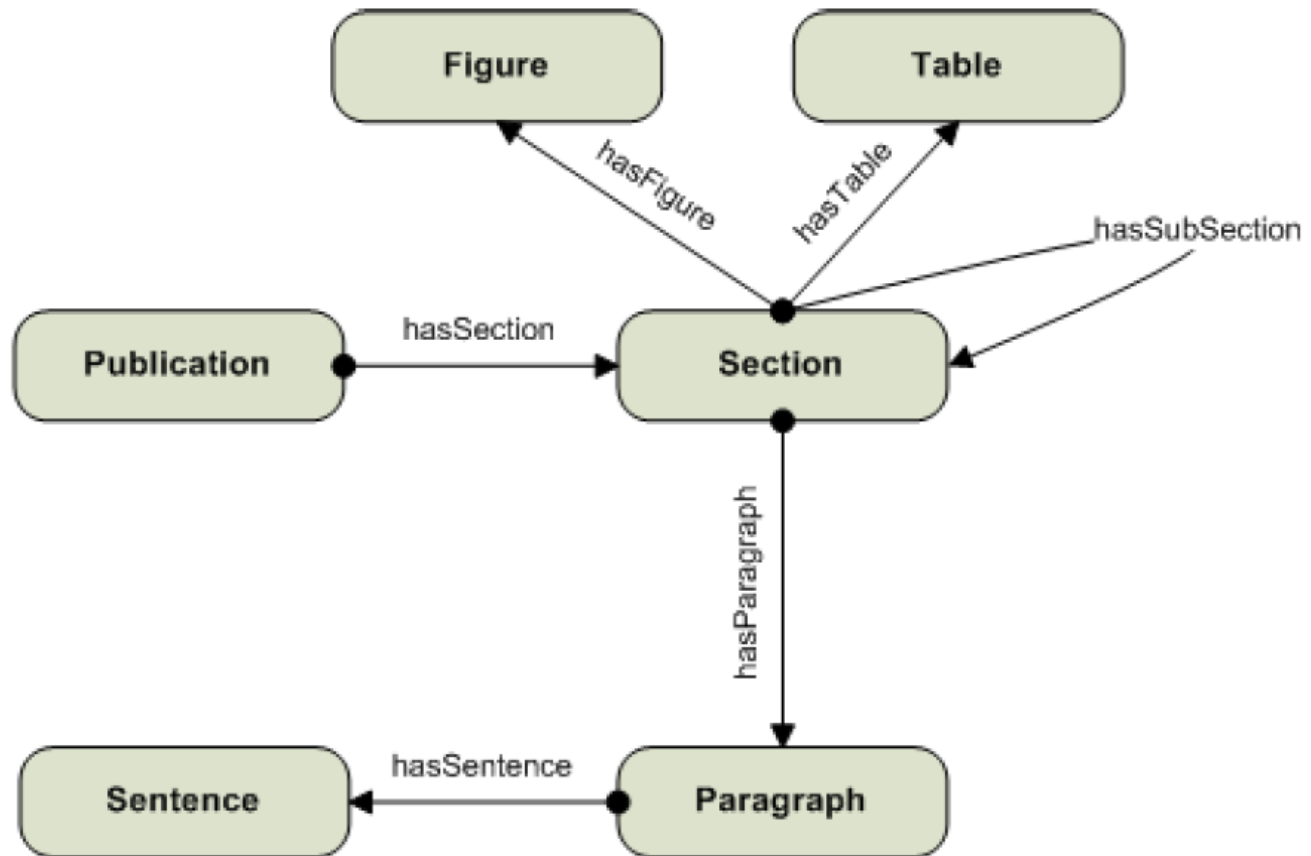 Figure
Table
hasFigure
hasTable
hasSubSection
Publication
hasSection
Section
hasParagraph
Sentence
hasSentence
Paragraph